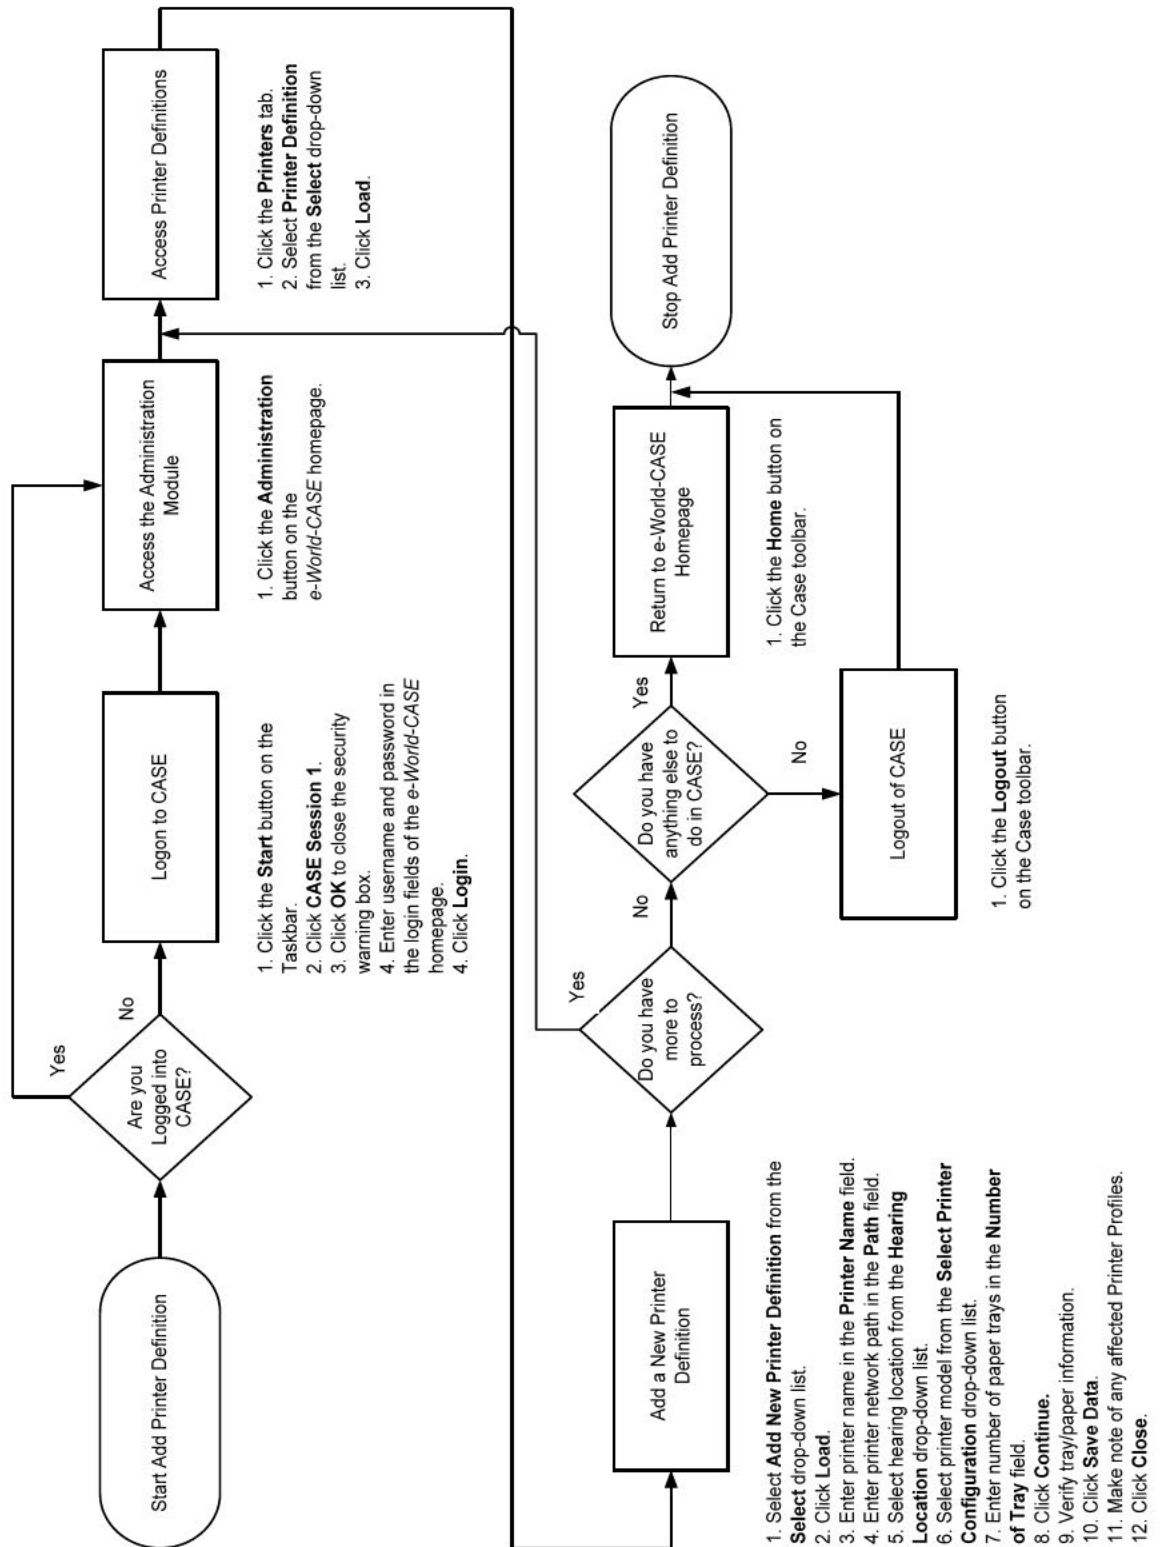 Start Add Printer Definition
Are you
Logged into
CASE?
Yes
No
Logon to CASE
1. Click the Start button on the
Taskbar.
2. Click CASE Session 1.
3. Click OK to close the security
warning box.
4. Enter username and password in
the login fields of the e-World-CASE
homepage.
4. Click Login.
Access the Administration
Module
1. Click the Administration
button on the
e-World-CASE homepage.
Access Printer Definitions
1. Click the Printers tab.
2. Select Printer Definition
from the Select drop-down
list.
3. Click Load.
Add a New Printer
Definition
1. Select Add New Printer Definition from the
Select drop-down list.
2. Click Load.
3. Enter printer name in the Printer Name field.
4. Enter printer network path in the Path field.
5. Select hearing location from the Hearing
Location drop-down list.
6. Select printer model from the Select Printer
Configuration drop-down list.
7. Enter number of paper trays in the Number
of Tray field.
8. Click Continue.
9. Verify tray/paper information.
10. Click Save Data.
11. Make note of any affected Printer Profiles.
12. Click Close.
Do you have
more to
process?
Yes
No
Do you have
anything else to
do in CASE?
Yes
No
Return to e-World-CASE
Homepage
1. Click the Home button on
the Case toolbar.
Logout of CASE
1. Click the Logout button
on the Case toolbar.
Stop Add Printer Definition